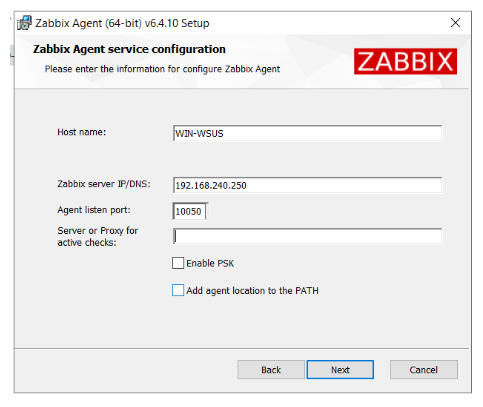 Zabbix Agent (64-bit) v6.4.10 Setup
Zabbix Agent service configuration
Please enter the information for configure Zabbix Agent
ZABBIX
Host name:
WIN-WSUS
Zabbix server IP/DNS:
192.168.240.250
Agent listen port:
10050
Server or Proxy for
active checks:
Enable PSK
Add agent location to the PATH
Back
Next
Cancel